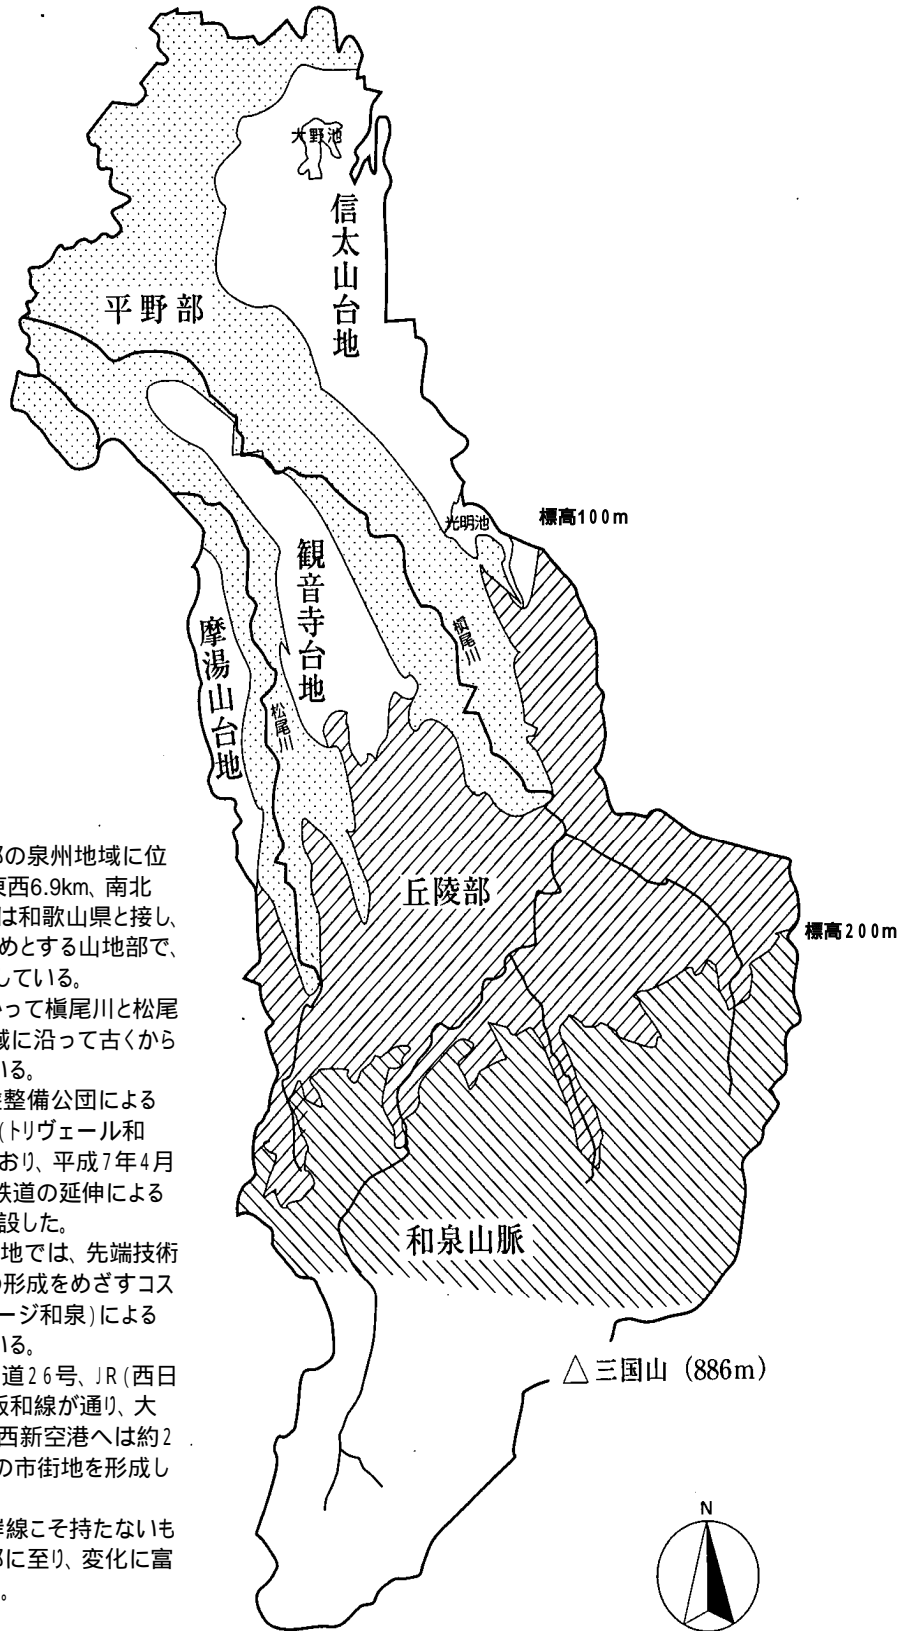 大野池
信太山台地
平野部
光明池
標高100m
観音寺台地
槇尾川
摩湯山台地
松尾川
丘陵部
標高200m
和泉山脈
△三国山 (886m)
N
部の泉州地域に位
東西6.9km、南北
は和歌山県と接し、
めとする山地部で、
している。
かって槇尾川と松尾
域に沿って古くから
いる。
整備公団による
(トリヴェール和
おり、平成7年4月
鉄道の延伸による
設した。
地では、先端技術
の形成をめざすコス
ージ和泉)による
いる。
道26号、JR(西日
阪和線が通り、大
西新空港へは約2
の市街地を形成し
岸線こそ持たないも
部に至り、変化に富
。